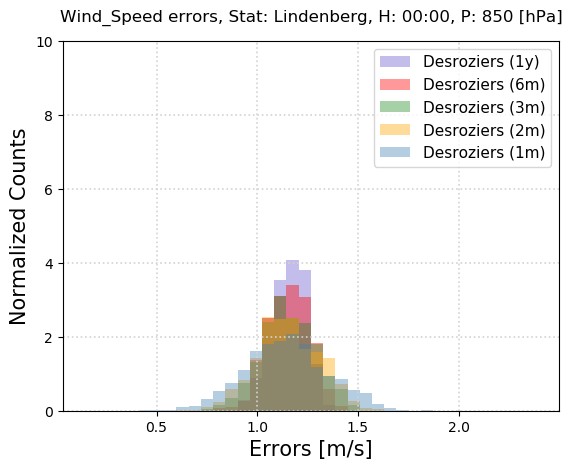 Wind_Speed errors, Stat: Lindenberg, H: 00:00, P: 850 [hPa]
10
8
6
4
2
0
Normalized Counts
Desroziers (1y)
Desroziers (6m)
Desroziers (3m)
Desroziers (2m)
Desroziers (1m)
0.5 1.0 1.5 2.0
Errors [m/s]